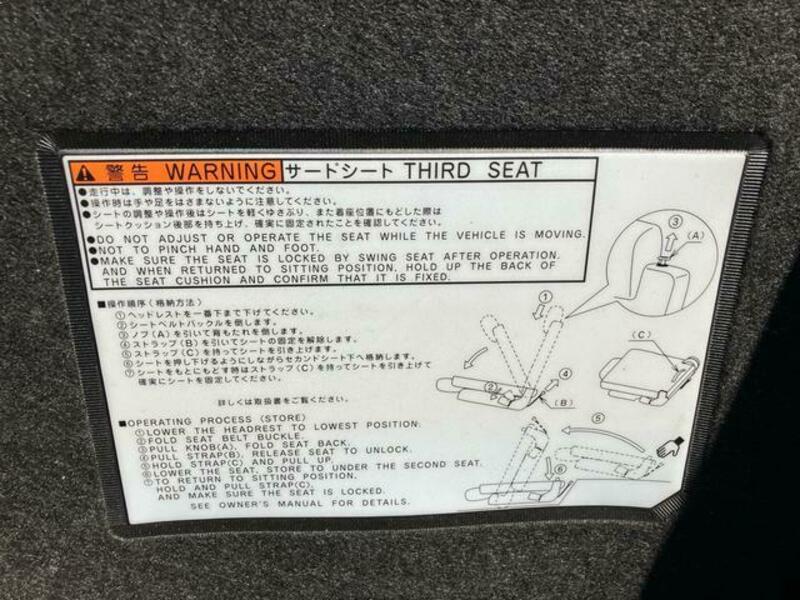 警告 WARNING サードシート THIRD SEAT
●走行中は、調整や操作をしないでください。
●操作時は手や足をはさまないように注意してください。
●シートの調整や操作後はシートを軽くゆさぶり、また着座位置にもどした際は
シートクッション後部を持ち上げ、確実に固定されたことを確認してください。
●DO NOT ADJUST OR OPERATE THE SEAT WHILE THE VEHICLE IS MOVING.
●NOT TO PINCH HAND AND FOOT.
●MAKE SURE THE SEAT IS LOCKED BY SWING SEAT AFTER OPERATION.
AND WHEN RETURNED TO SITTING POSITION, HOLD UP THE BACK OF
THE SEAT CUSHION AND CONFIRM THAT IT IS FIXED.
■操作順序(格納方法)
①ヘッドレストを一番下まで下げてください。
②シートベルトバックルを倒します。
③ノブ(A)を引いて背もたれを倒します。
④ストラップ(B)を引いてシートの固定を解除します。
⑤ストラップ(C)を持ってシートを引き上げます。
⑥シートを押し下げるようにしながらセカンドシート下へ格納します。
⑦シートをもとにもどす時はストラップ(C)を持ってシートを引き上げて
確実にシートを固定してください。
詳しくは取扱書をご覧ください。
■OPERATING PROCESS (STORE)
①LOWER THE HEADREST TO LOWEST POSITION.
②FOLD SEAT BELT BUCKLE.
③PULL KNOB(A), FOLD SEAT BACK.
④PULL STRAP(B), RELEASE SEAT TO UNLOCK.
⑤HOLD STRAP(C) AND PULL UP.
⑥LOWER THE SEAT, STORE TO UNDER THE SECOND SEAT.
⑦TO RETURN TO SITTING POSITION.
HOLD AND PULL STRAP(C),
AND MAKE SURE THE SEAT IS LOCKED.
SEE OWNER'S MANUAL FOR DETAILS.
③
(A)
①
(C)
②
④
(B)
⑤
⑥